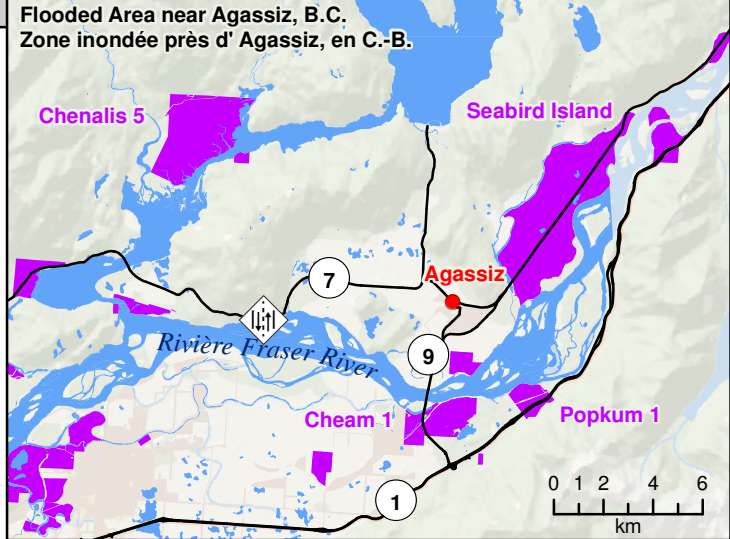 Flooded Area near Agassiz, B.C.
Zone inondée près d' Agassiz, en C.-B.
Chenalis 5
Seabird Island
Agassiz
7
Rivière Fraser River
9
Cheam 1
Popkum 1
1
0 1 2 4 6
km